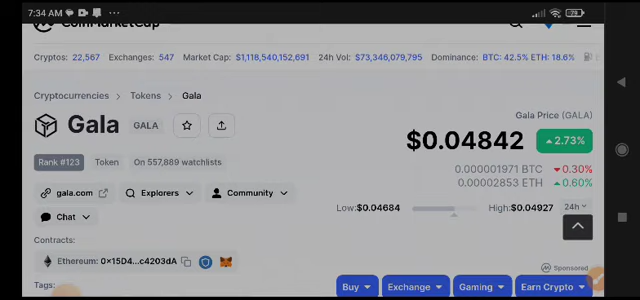 7:34 AM
79
CoinMarketCap
Cryptos: 22,567 Exchanges: 547 Market Cap: $1,118,540,152,691 24h Vol: $73,346,079,795 Dominance: BTC: 42.5% ETH: 18.6%
Cryptocurrencies > Tokens > Gala
Gala GALA
Gala Price (GALA)
$0.04842 2.73%
Rank #123 Token On 557,889 watchlists
0.000001971 BTC 0.30%
0.00002853 ETH 0.60%
gala.com Explorers Community
Low:$0.04684 High:$0.04927 24h
Chat
Contracts:
Ethereum: 0x15D4...c4203dA
Sponsored
Tags:
Buy Exchange Gaming Earn Crypto